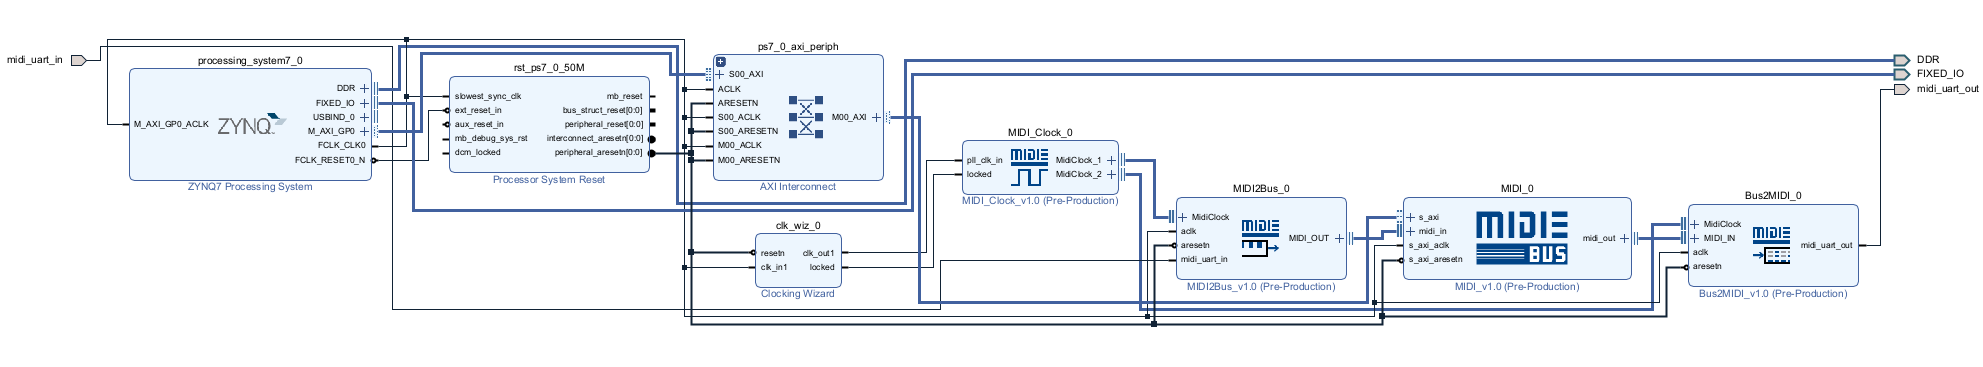 midi_uart_in
processing_system7_0
DDR
FIXED_IO
USBIND_0
M_AXI_GP0
FCLK_CLK0
FCLK_RESET0_N
M_AXI_GP0_ACLK
ZYNQ
ZYNQ7 Processing System
rst_ps7_0_50M
slowest_sync_clk
ext_reset_in
aux_reset_in
mb_debug_sys_rst
dcm_locked
mb_reset
bus_struct_reset[0:0]
peripheral_reset[0:0]
interconnect_aresetn[0:0]
peripheral_aresetn[0:0]
Processor System Reset
ps7_0_axi_periph
S00_AXI
ACLK
ARESETN
S00_ACLK
S00_ARESETN
M00_ACLK
M00_ARESETN
M00_AXI
AXI Interconnect
clk_wiz_0
resetn
clk_in1
clk_out1
locked
Clocking Wizard
MIDI_Clock_0
pll_clk_in
locked
MIDIE
MidiClock_1
MidiClock_2
MIDI_Clock_v1.0 (Pre-Production)
MIDI2Bus_0
MidiClock
aclk
aresetn
midi_uart_in
MIDIE
MIDI_OUT
MIDI2Bus_v1.0 (Pre-Production)
MIDI_0
s_axi
midi_in
s_axi_aclk
s_axi_aresetn
MIDIE
BUS
midi_out
MIDI_v1.0 (Pre-Production)
Bus2MIDI_0
MidiClock
MIDI_IN
aclk
aresetn
MIDIE
midi_uart_out
Bus2MIDI_v1.0 (Pre-Production)
DDR
FIXED_IO
midi_uart_out